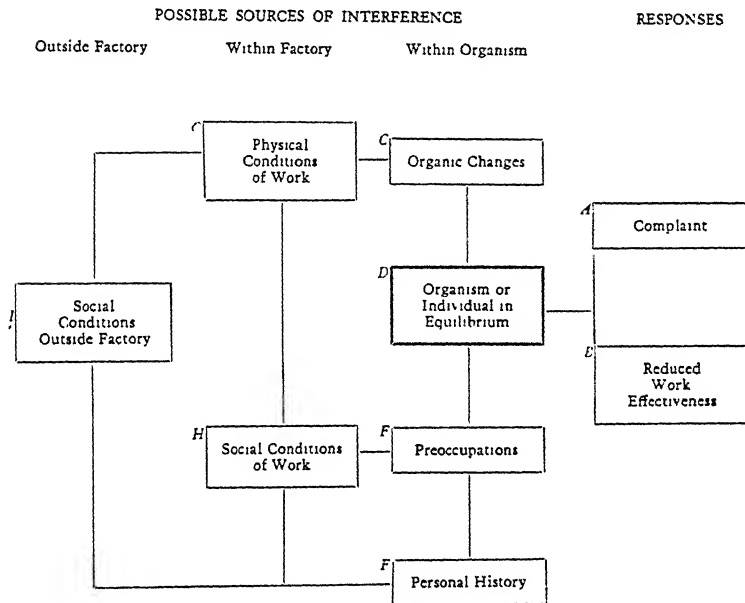 POSSIBLE SOURCES OF INTERFERENCE
RESPONSES
Outside Factory
Within Factory
Within Organism
C
Physical
Conditions
of Work
C
Organic Changes
A
Complaint
D
Organism or
Individual in
Equilibrium
Social
Conditions
Outside Factory
Reduced
Work
Effectiveness
H
Social Conditions
of Work
F
Preoccupations
F
Personal History